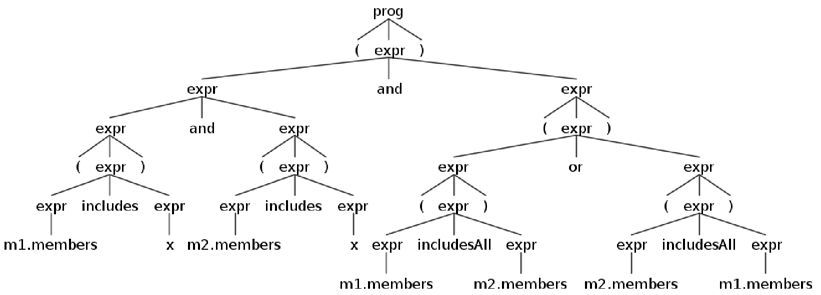 prog
( expr )
expr and expr
expr and expr ( expr )
( expr ) ( expr ) expr or expr
expr includes expr expr includes expr ( expr ) ( expr )
m1.members x m2.members x expr includesAll expr expr includesAll expr
m1.members m2.members m2.members m1.members